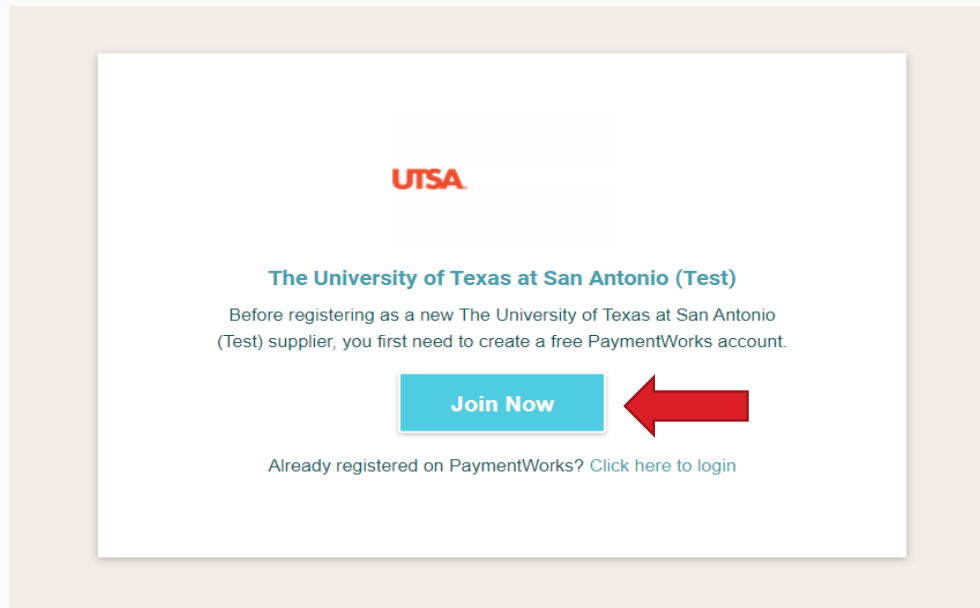 UTSA.
The University of Texas at San Antonio (Test)
Before registering as a new The University of Texas at San Antonio
(Test) supplier, you first need to create a free PaymentWorks account.
Join Now
Already registered on PaymentWorks? Click here to login